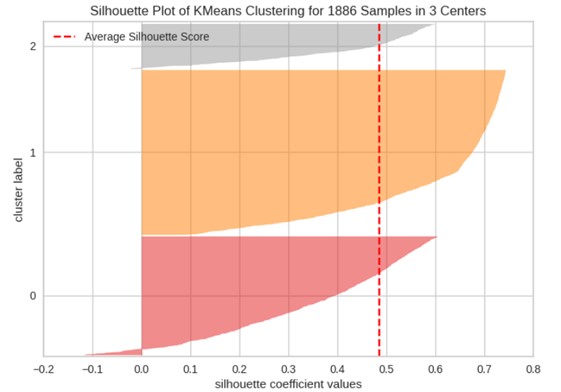 Silhouette Plot of KMeans Clustering for 1886 Samples in 3 Centers
Average Silhouette Score
cluster label
2
1
0
−0.2 −0.1 0.0 0.1 0.2 0.3 0.4 0.5 0.6 0.7 0.8
silhouette coefficient values